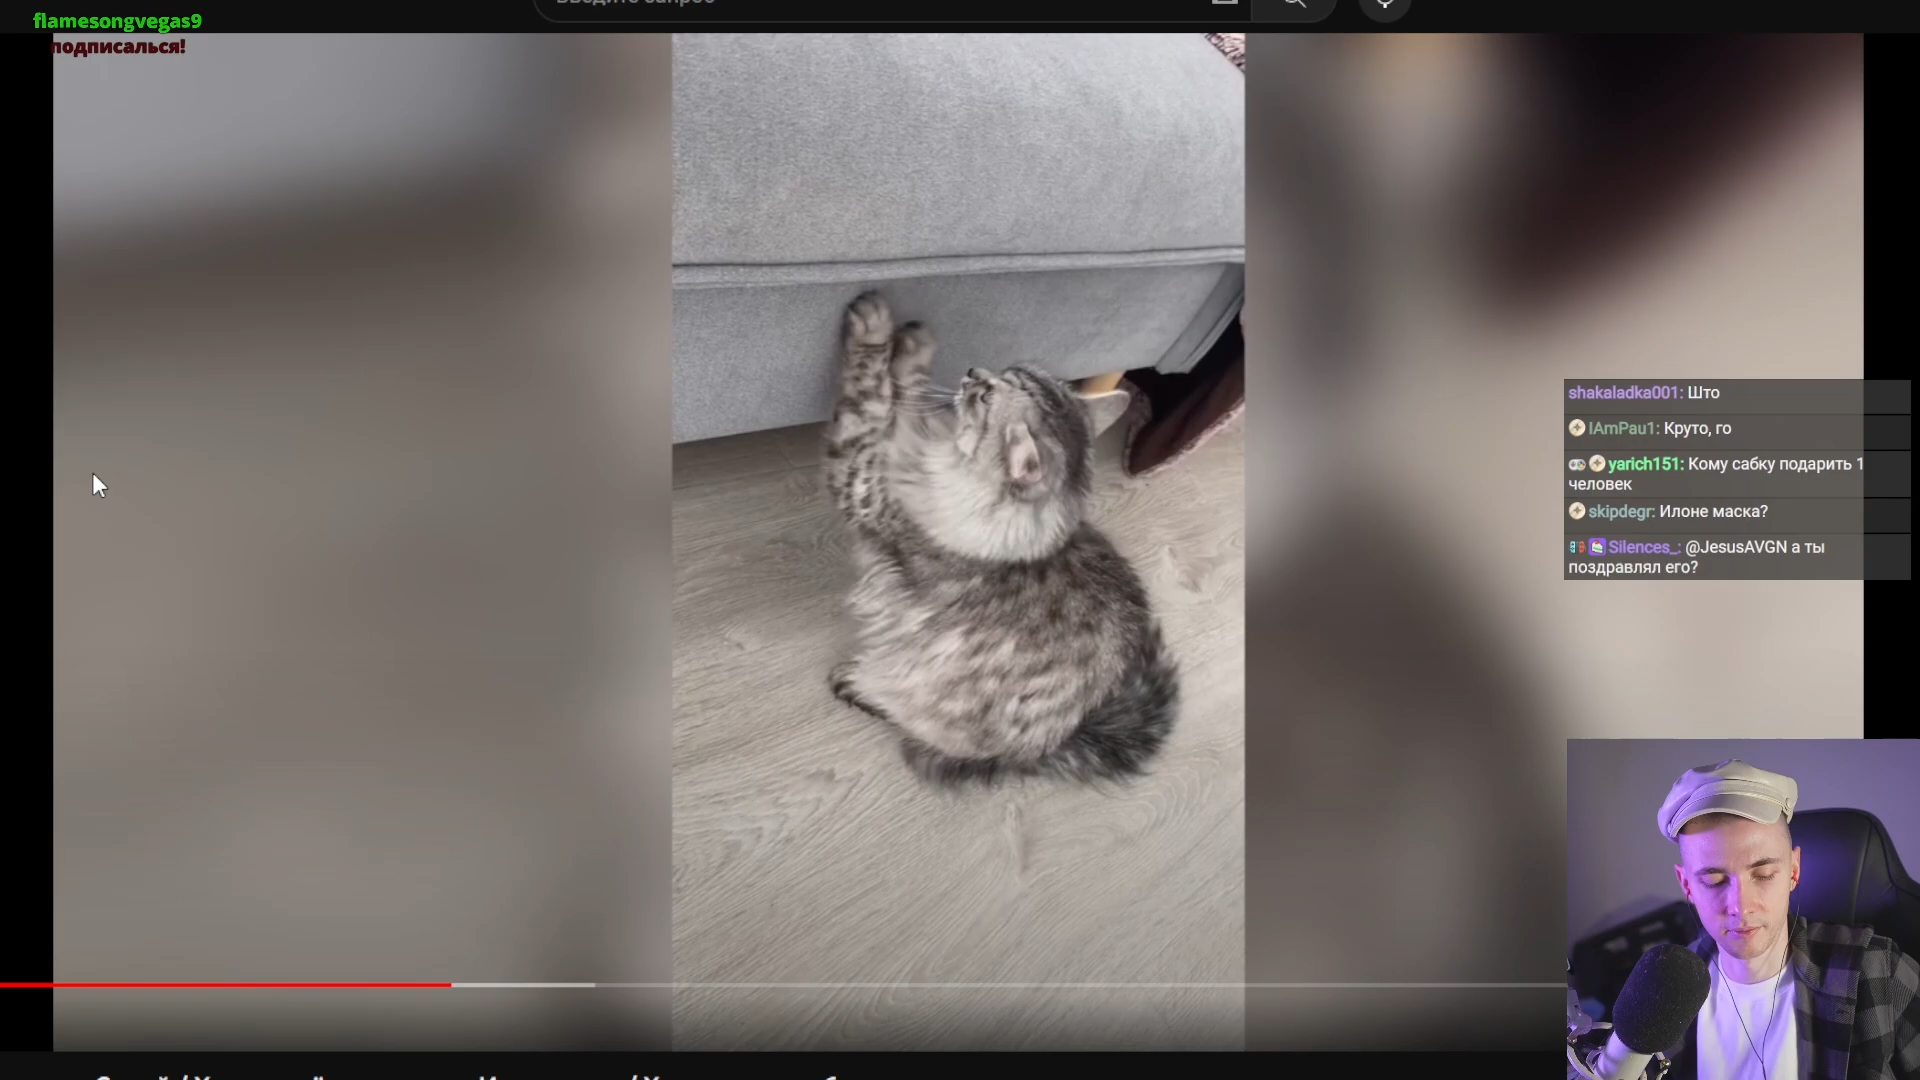 flamesongvegas9
подписалься!
shakaladka001: Што
IAmPau1: Круто, го
yarich151: Кому сабку подарить 1
человек
skipdegr: Илоне маска?
Silences_: @JesusAVGN а ты
поздравлял его?